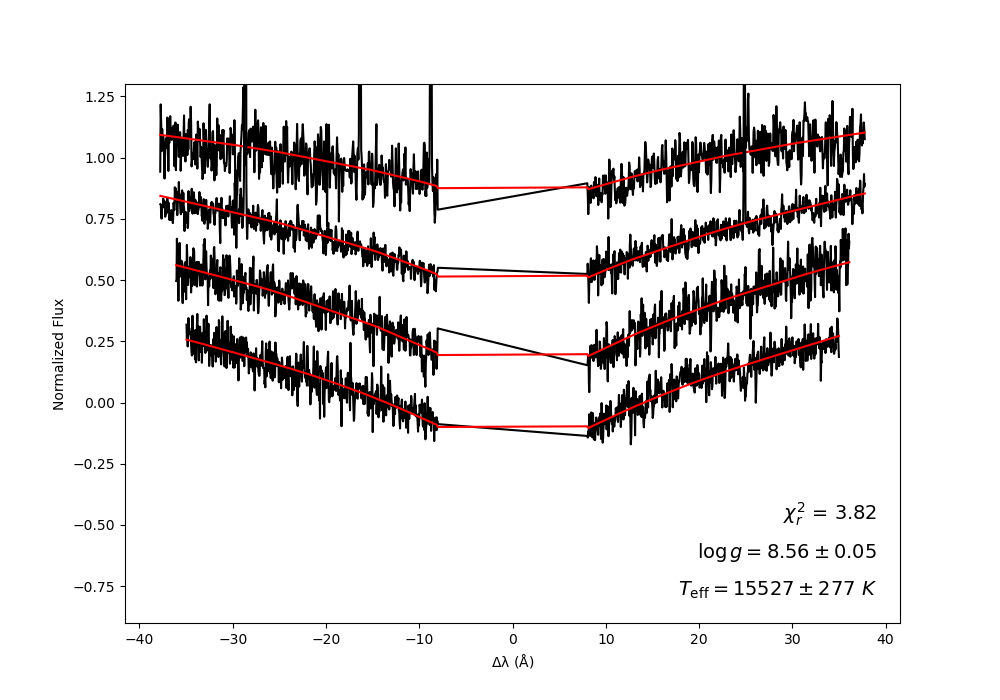 1.25
1.00
0.75
0.50
0.25
0.00
−0.25
−0.50
−0.75
Normalized Flux
χ²ᵣ = 3.82
log g = 8.56 ± 0.05
T_eff = 15527 ± 277 K
−40 −30 −20 −10 0 10 20 30 40
Δλ (Å)